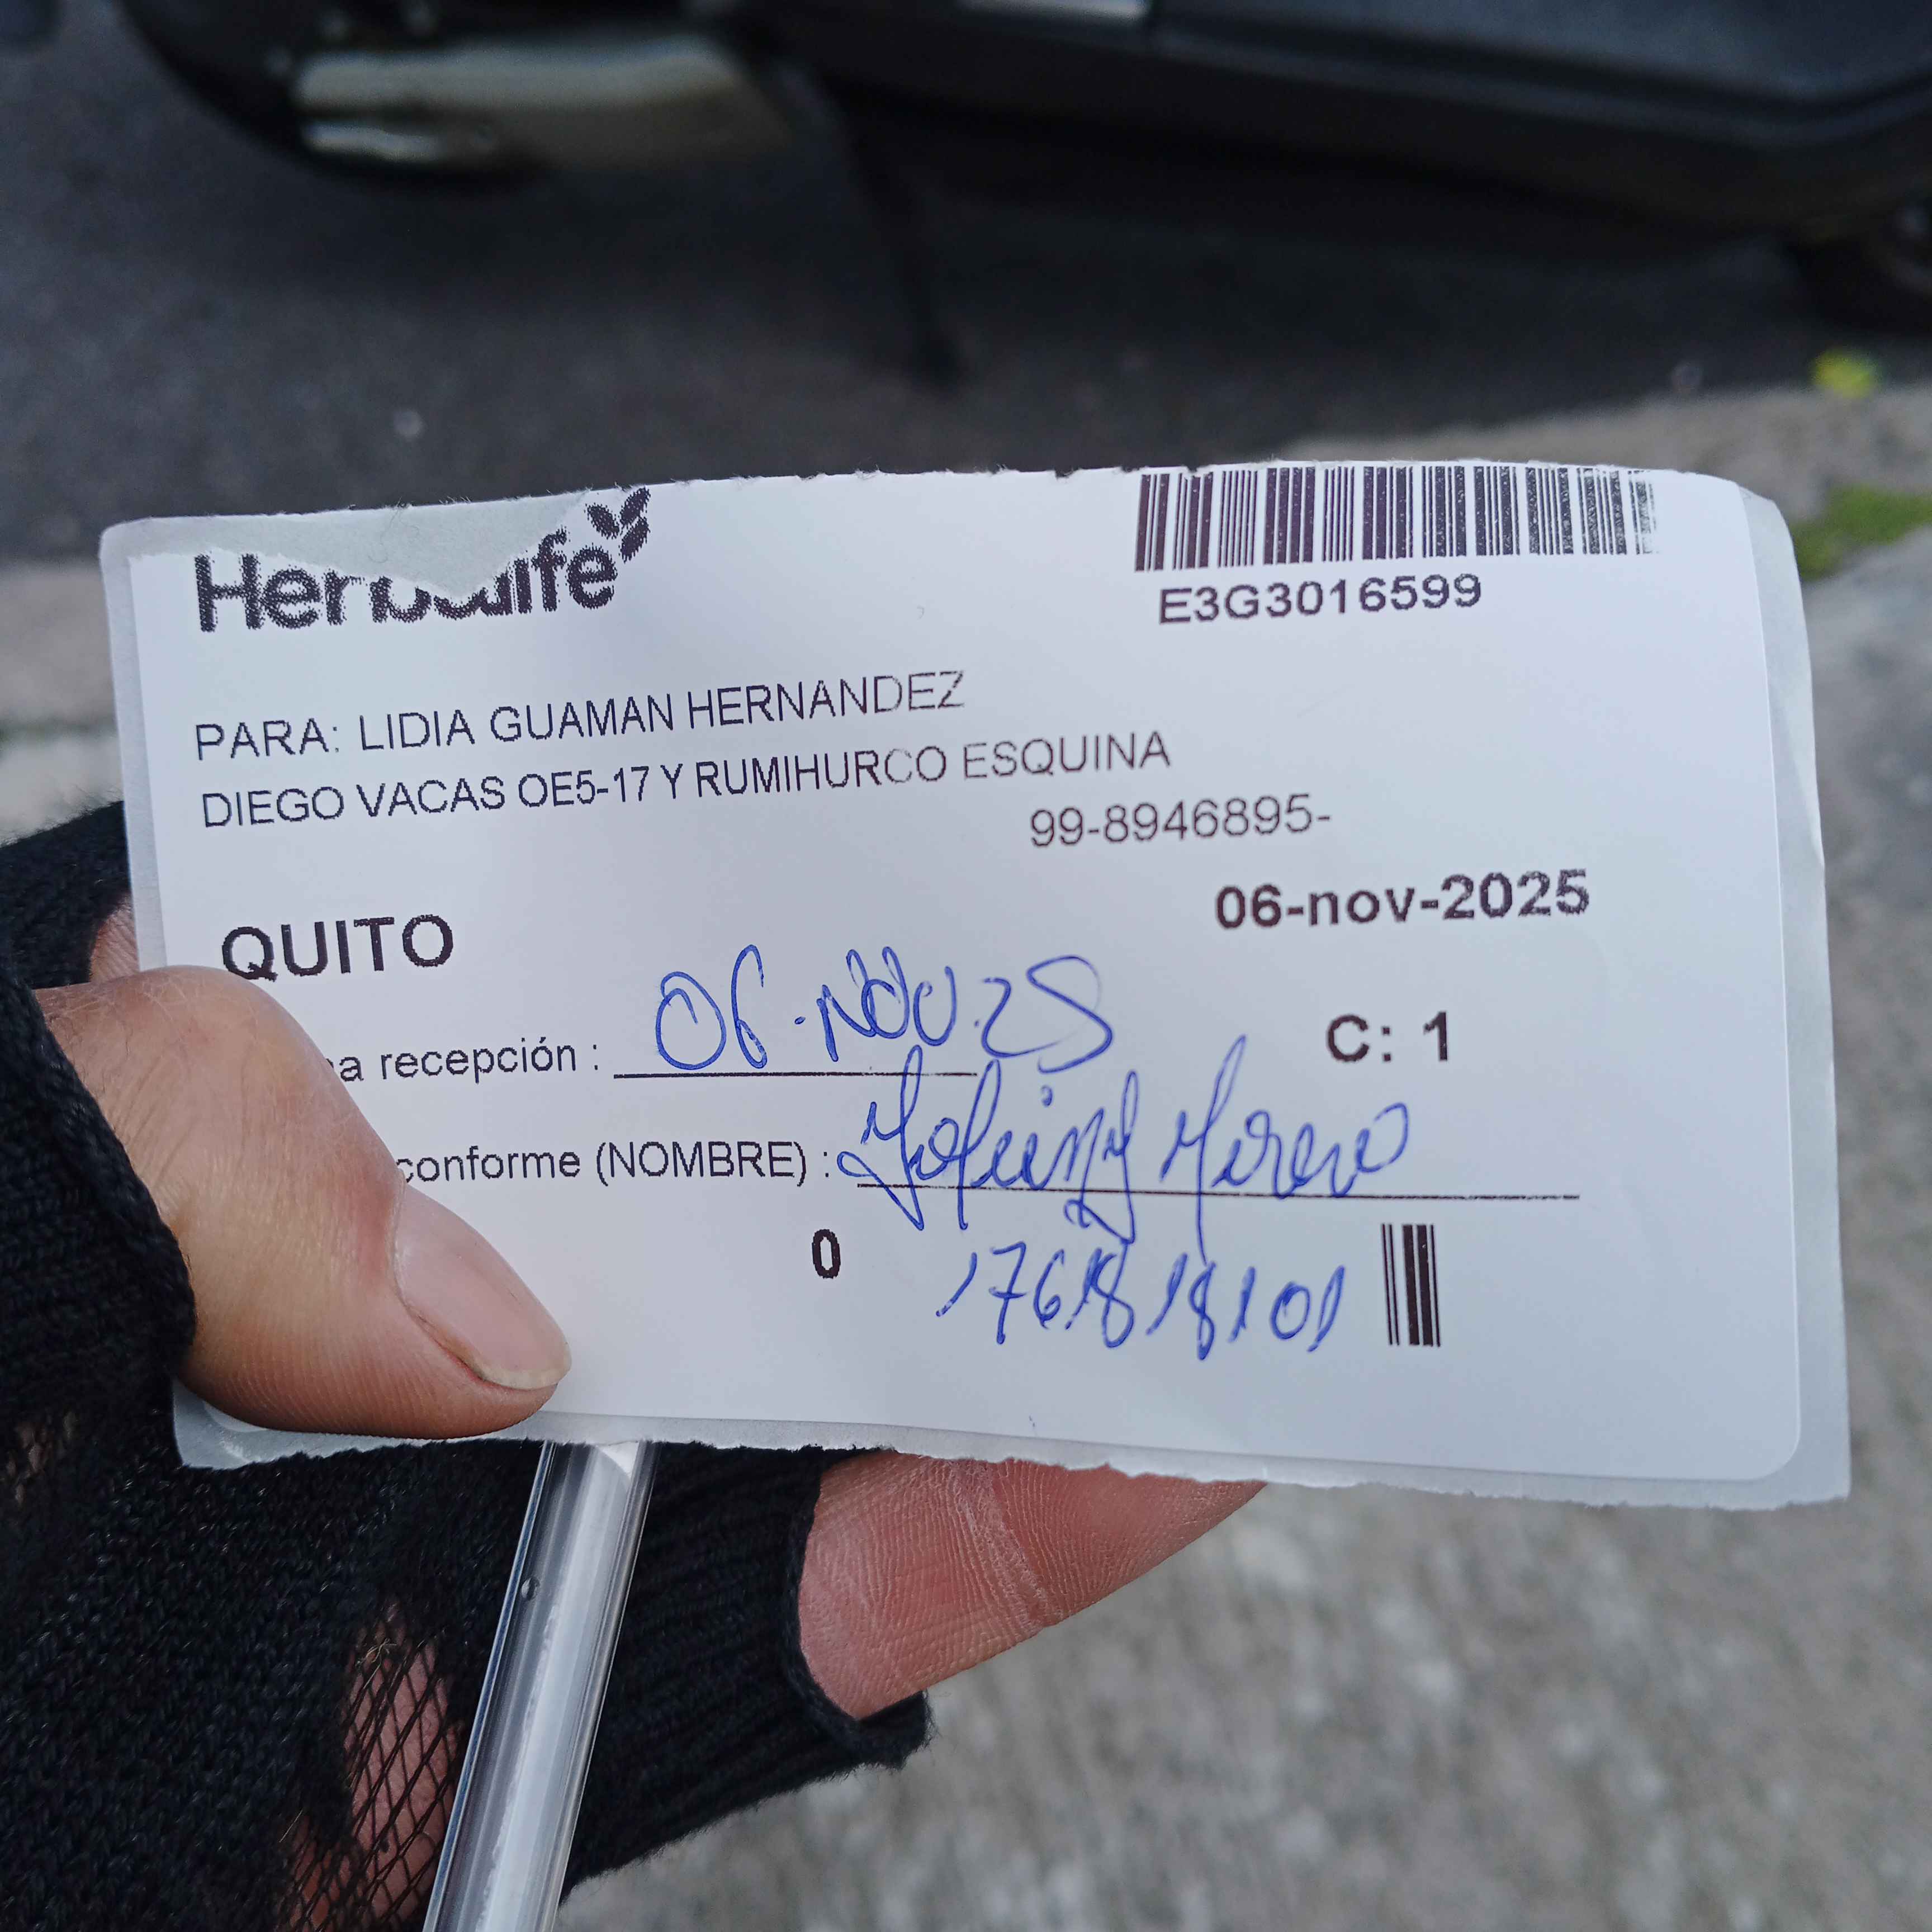 Herbalife
E3G3016599
PARA: LIDIA GUAMAN HERNANDEZ
DIEGO VACAS OE5-17 Y RUMIHURCO ESQUINA
99-8946895-
06-nov-2025
QUITO
a recepción : 06-NOV.25
C: 1
conforme (NOMBRE) :
0